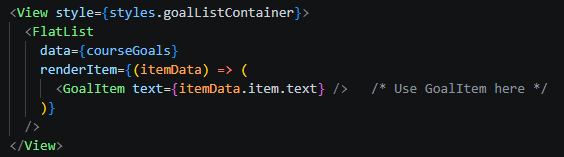 <View style={styles.goalListContainer}>
  <FlatList
    data={courseGoals}
    renderItem={(itemData) => (
      <GoalItem text={itemData.item.text} />   /* Use GoalItem here */
    )}
  />
</View>